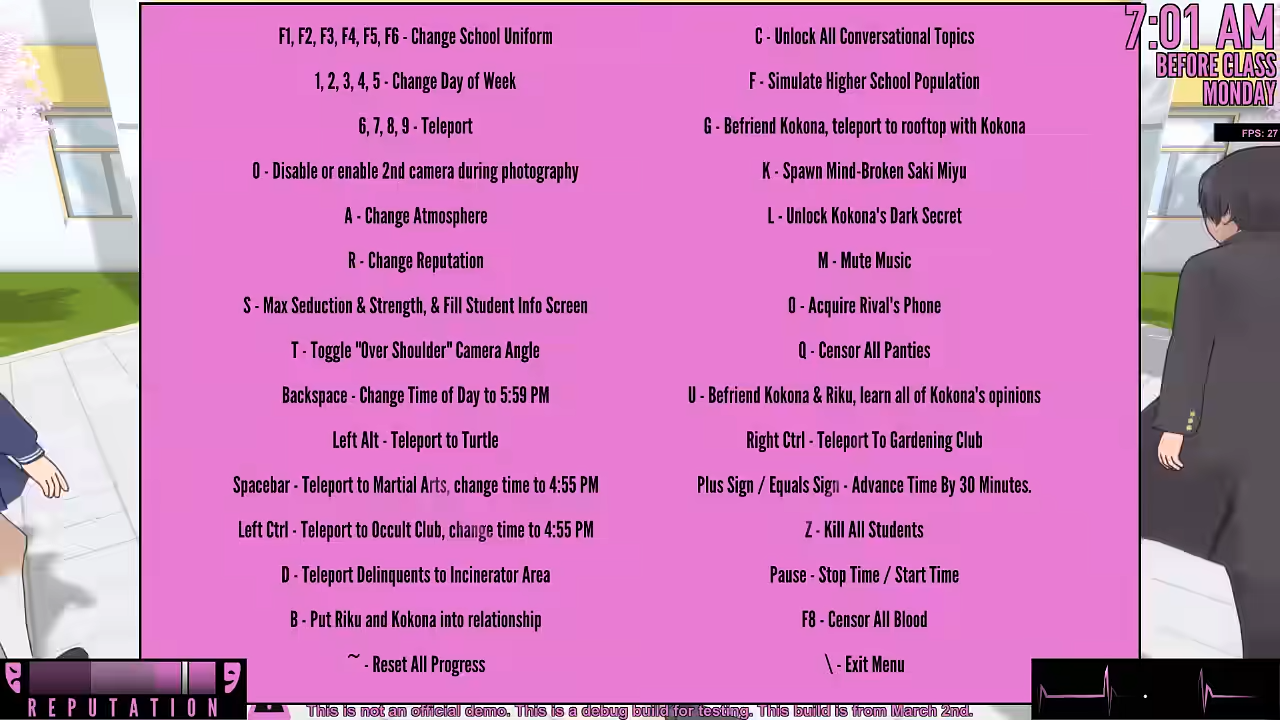 F1, F2, F3, F4, F5, F6 - Change School Uniform
1, 2, 3, 4, 5 - Change Day of Week
6, 7, 8, 9 - Teleport
0 - Disable or enable 2nd camera during photography
A - Change Atmosphere
R - Change Reputation
S - Max Seduction & Strength, & Fill Student Info Screen
T - Toggle "Over Shoulder" Camera Angle
Backspace - Change Time of Day to 5:59 PM
Left Alt - Teleport to Turtle
Spacebar - Teleport to Martial Arts, change time to 4:55 PM
Left Ctrl - Teleport to Occult Club, change time to 4:55 PM
D - Teleport Delinquents to Incinerator Area
B - Put Riku and Kokona into relationship
~ - Reset All Progress
C - Unlock All Conversational Topics
F - Simulate Higher School Population
G - Befriend Kokona, teleport to rooftop with Kokona
K - Spawn Mind-Broken Saki Miyu
L - Unlock Kokona's Dark Secret
M - Mute Music
O - Acquire Rival's Phone
Q - Censor All Panties
U - Befriend Kokona & Riku, learn all of Kokona's opinions
Right Ctrl - Teleport To Gardening Club
Plus Sign / Equals Sign - Advance Time By 30 Minutes.
Z - Kill All Students
Pause - Stop Time / Start Time
F8 - Censor All Blood
\ - Exit Menu
7:01 AM
BEFORE CLASS
MONDAY
FPS: 27
REPUTATION
This is not an official demo. This is a debug build for testing. This build is from March 2nd.